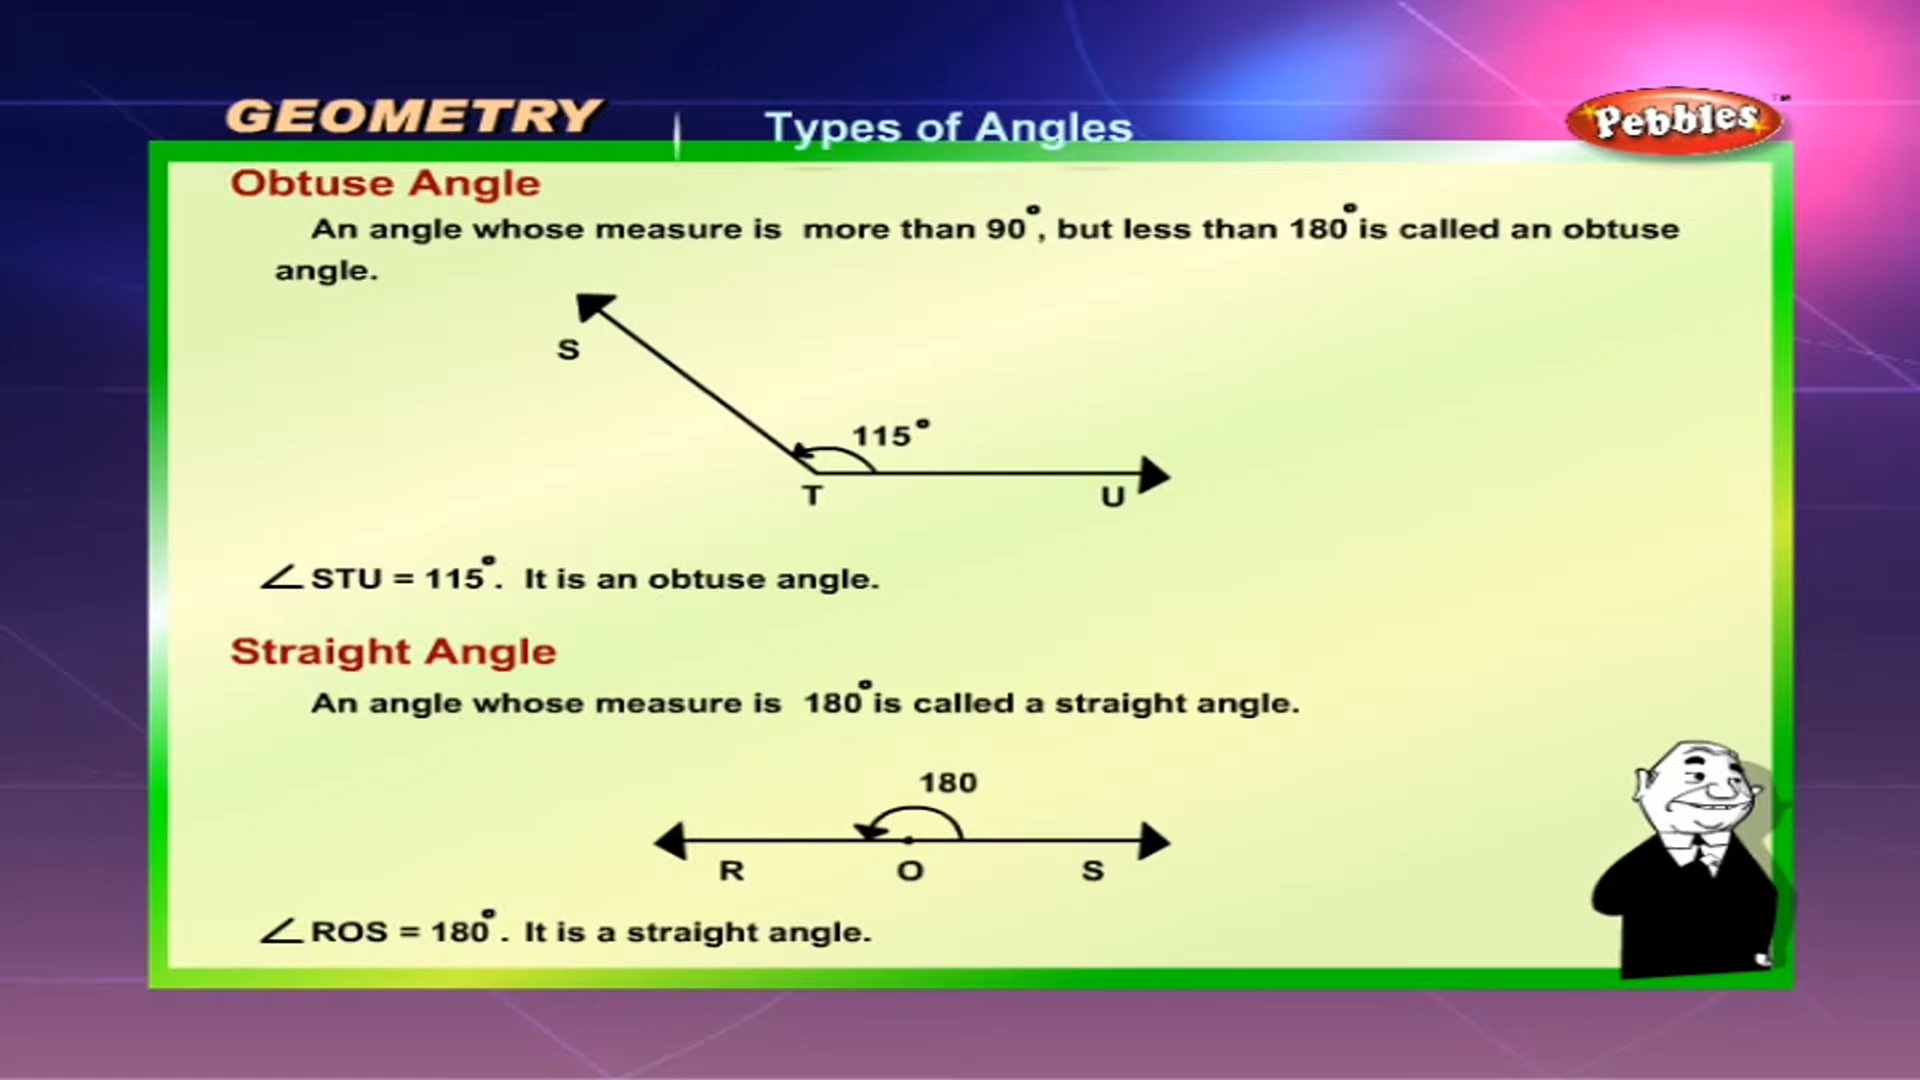 GEOMETRY
Types of Angles
Pebbles™
Obtuse Angle
An angle whose measure is more than 90°, but less than 180° is called an obtuse
angle.
S
115°
T
U
∠STU = 115°. It is an obtuse angle.
Straight Angle
An angle whose measure is 180° is called a straight angle.
180
R
O
S
∠ROS = 180°. It is a straight angle.